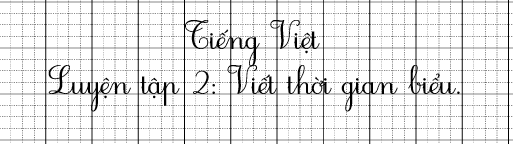 Tiếng Việt
Luyện tập 2: Viết thời gian biểu.